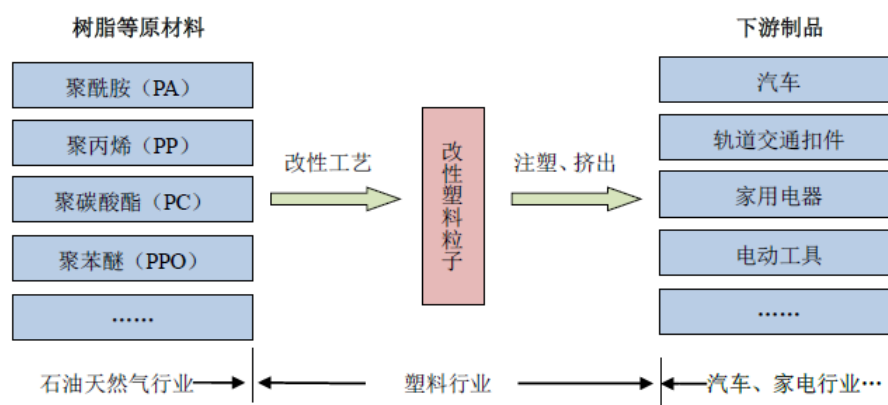 树脂等原材料
聚酰胺（PA）
聚丙烯（PP）
聚碳酸酯（PC）
聚苯醚（PPO）
……
改性工艺
改性塑料粒子
注塑、挤出
下游制品
汽车
轨道交通扣件
家用电器
电动工具
……
石油天然气行业
塑料行业
汽车、家电行业…